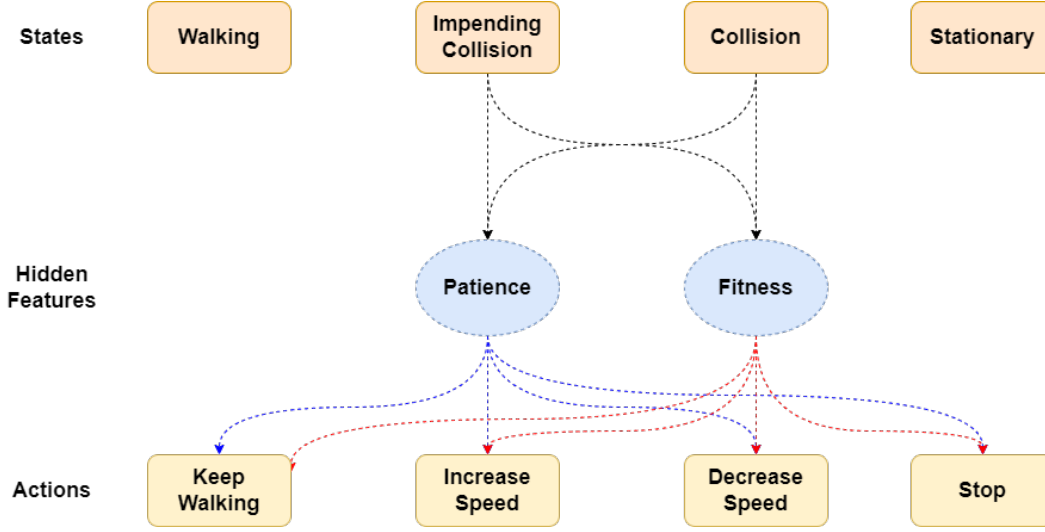 States
Walking
Impending
Collision
Collision
Stationary
Hidden
Features
Patience
Fitness
Actions
Keep
Walking
Increase
Speed
Decrease
Speed
Stop